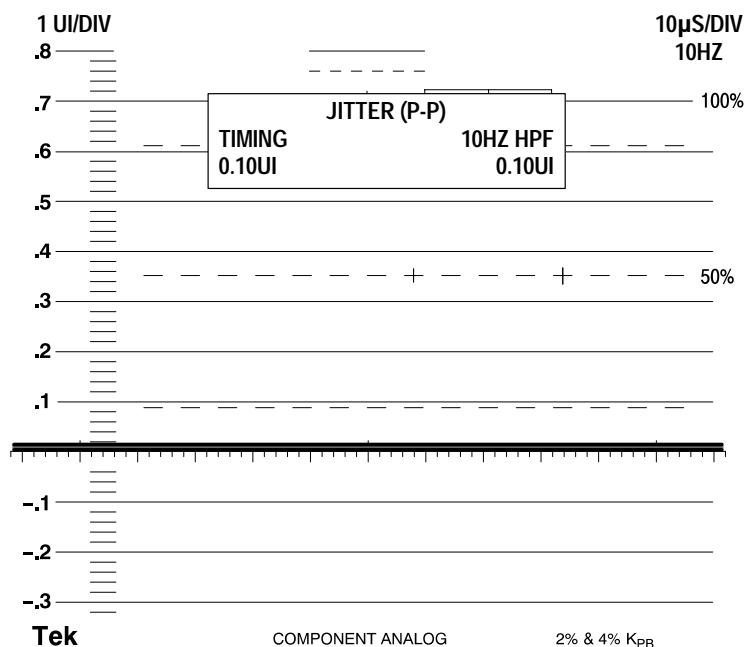 1 UI/DIV
10µS/DIV
10HZ
.8
.7
100%
JITTER (P-P)
TIMING
10HZ HPF
.6
0.10UI
0.10UI
.5
.4
50%
.3
.2
.1
–.1
–.2
–.3
Tek
COMPONENT ANALOG
2% & 4% KPB